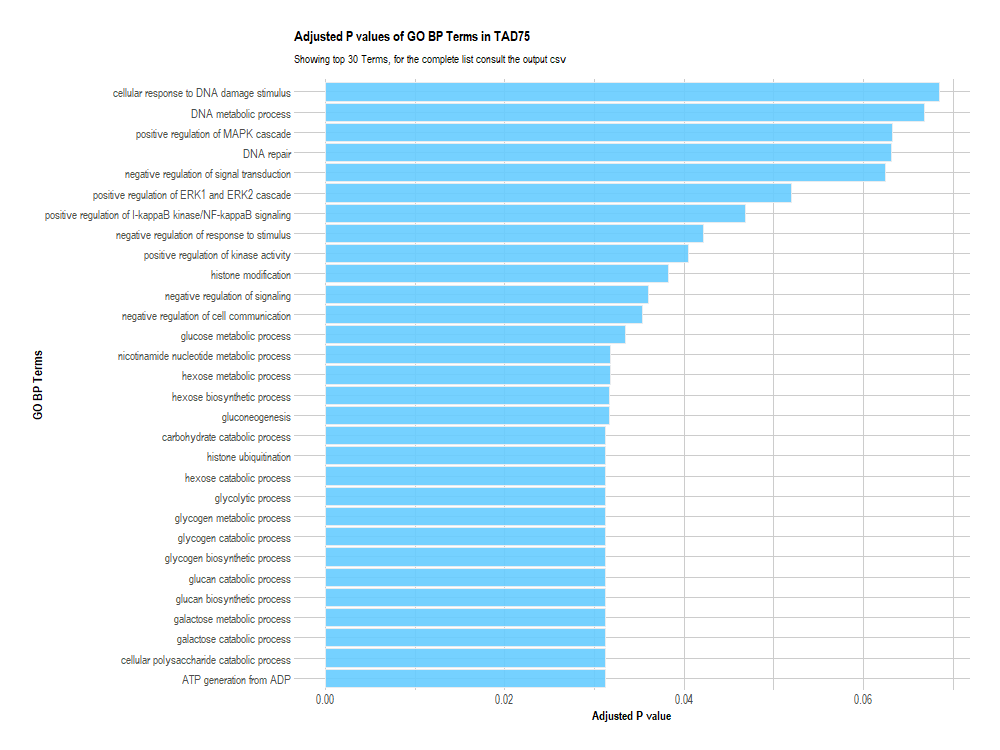 Adjusted P values of GO BP Terms in TAD75
Showing top 30 Terms, for the complete list consult the output csv
GO BP Terms
cellular response to DNA damage stimulus
DNA metabolic process
positive regulation of MAPK cascade
DNA repair
negative regulation of signal transduction
positive regulation of ERK1 and ERK2 cascade
positive regulation of I-kappaB kinase/NF-kappaB signaling
negative regulation of response to stimulus
positive regulation of kinase activity
histone modification
negative regulation of signaling
negative regulation of cell communication
glucose metabolic process
nicotinamide nucleotide metabolic process
hexose metabolic process
hexose biosynthetic process
gluconeogenesis
carbohydrate catabolic process
histone ubiquitination
hexose catabolic process
glycolytic process
glycogen metabolic process
glycogen catabolic process
glycogen biosynthetic process
glucan catabolic process
glucan biosynthetic process
galactose metabolic process
galactose catabolic process
cellular polysaccharide catabolic process
ATP generation from ADP
0.00 0.02 0.04 0.06
Adjusted P value